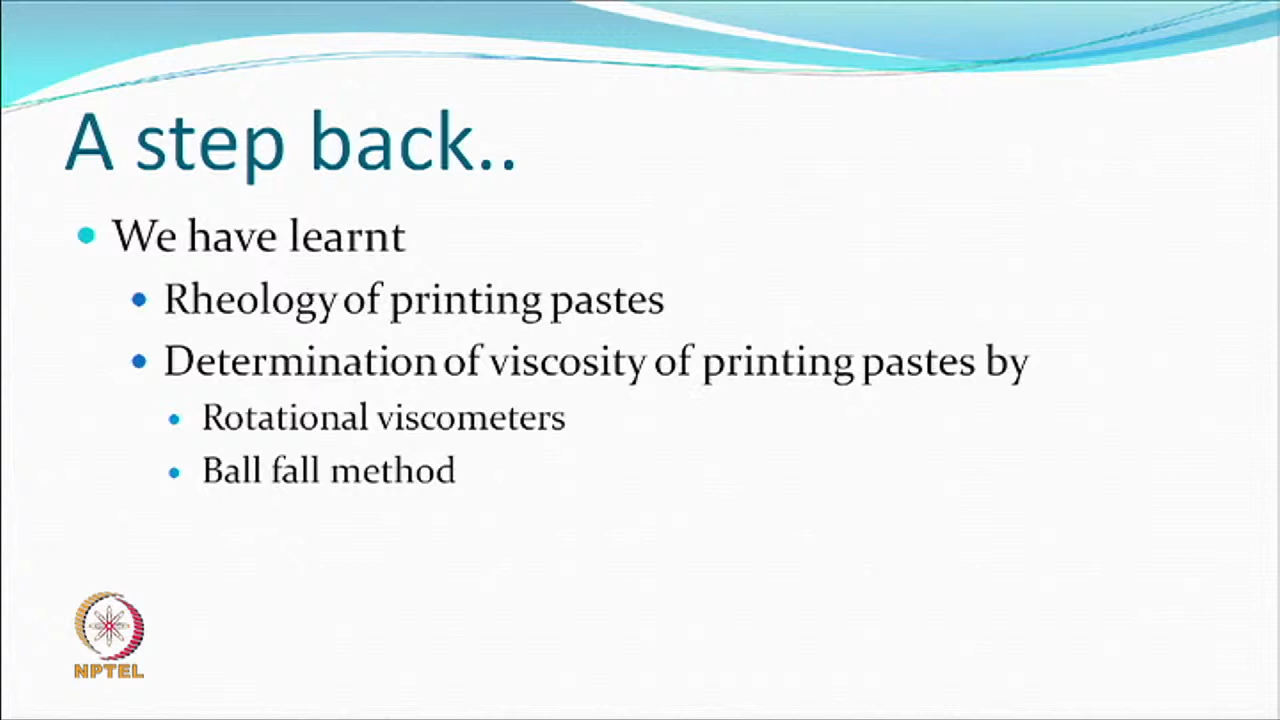 A step back..
We have learnt
Rheology of printing pastes
Determination of viscosity of printing pastes by
Rotational viscometers
Ball fall method
NPTEL